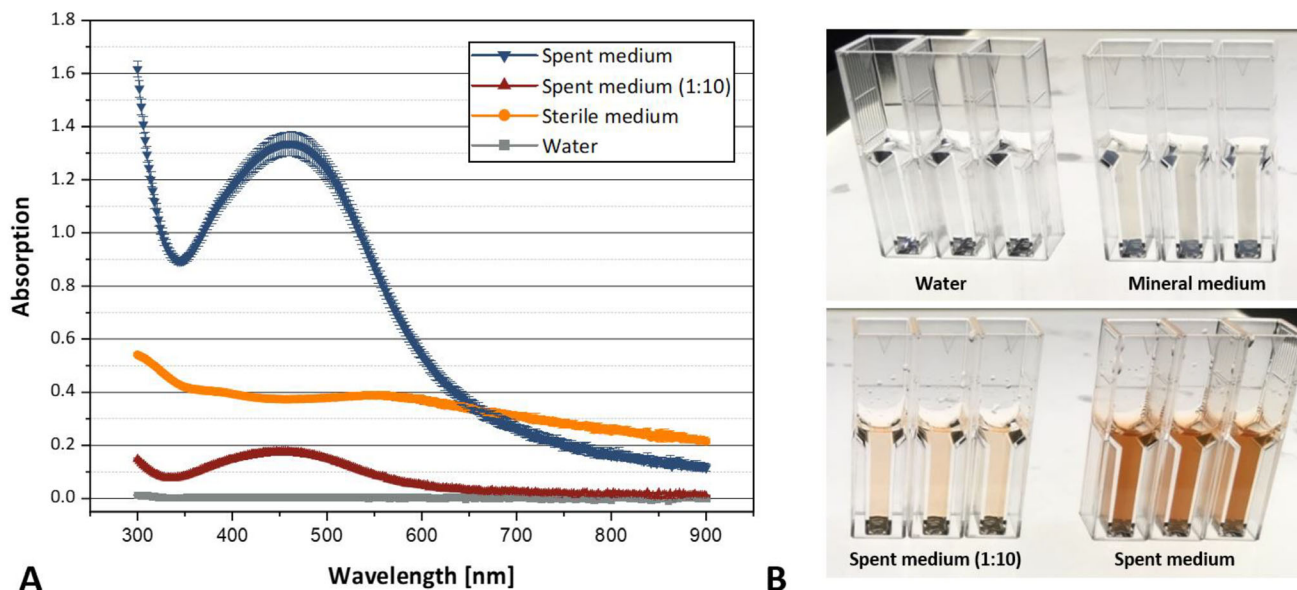 1.8
1.6
1.4
1.2
1.0
0.8
0.6
0.4
0.2
0.0
Absorption
Spent medium
Spent medium (1:10)
Sterile medium
Water
300 400 500 600 700 800 900
Wavelength [nm]
A
Water Mineral medium
Spent medium (1:10) Spent medium
B